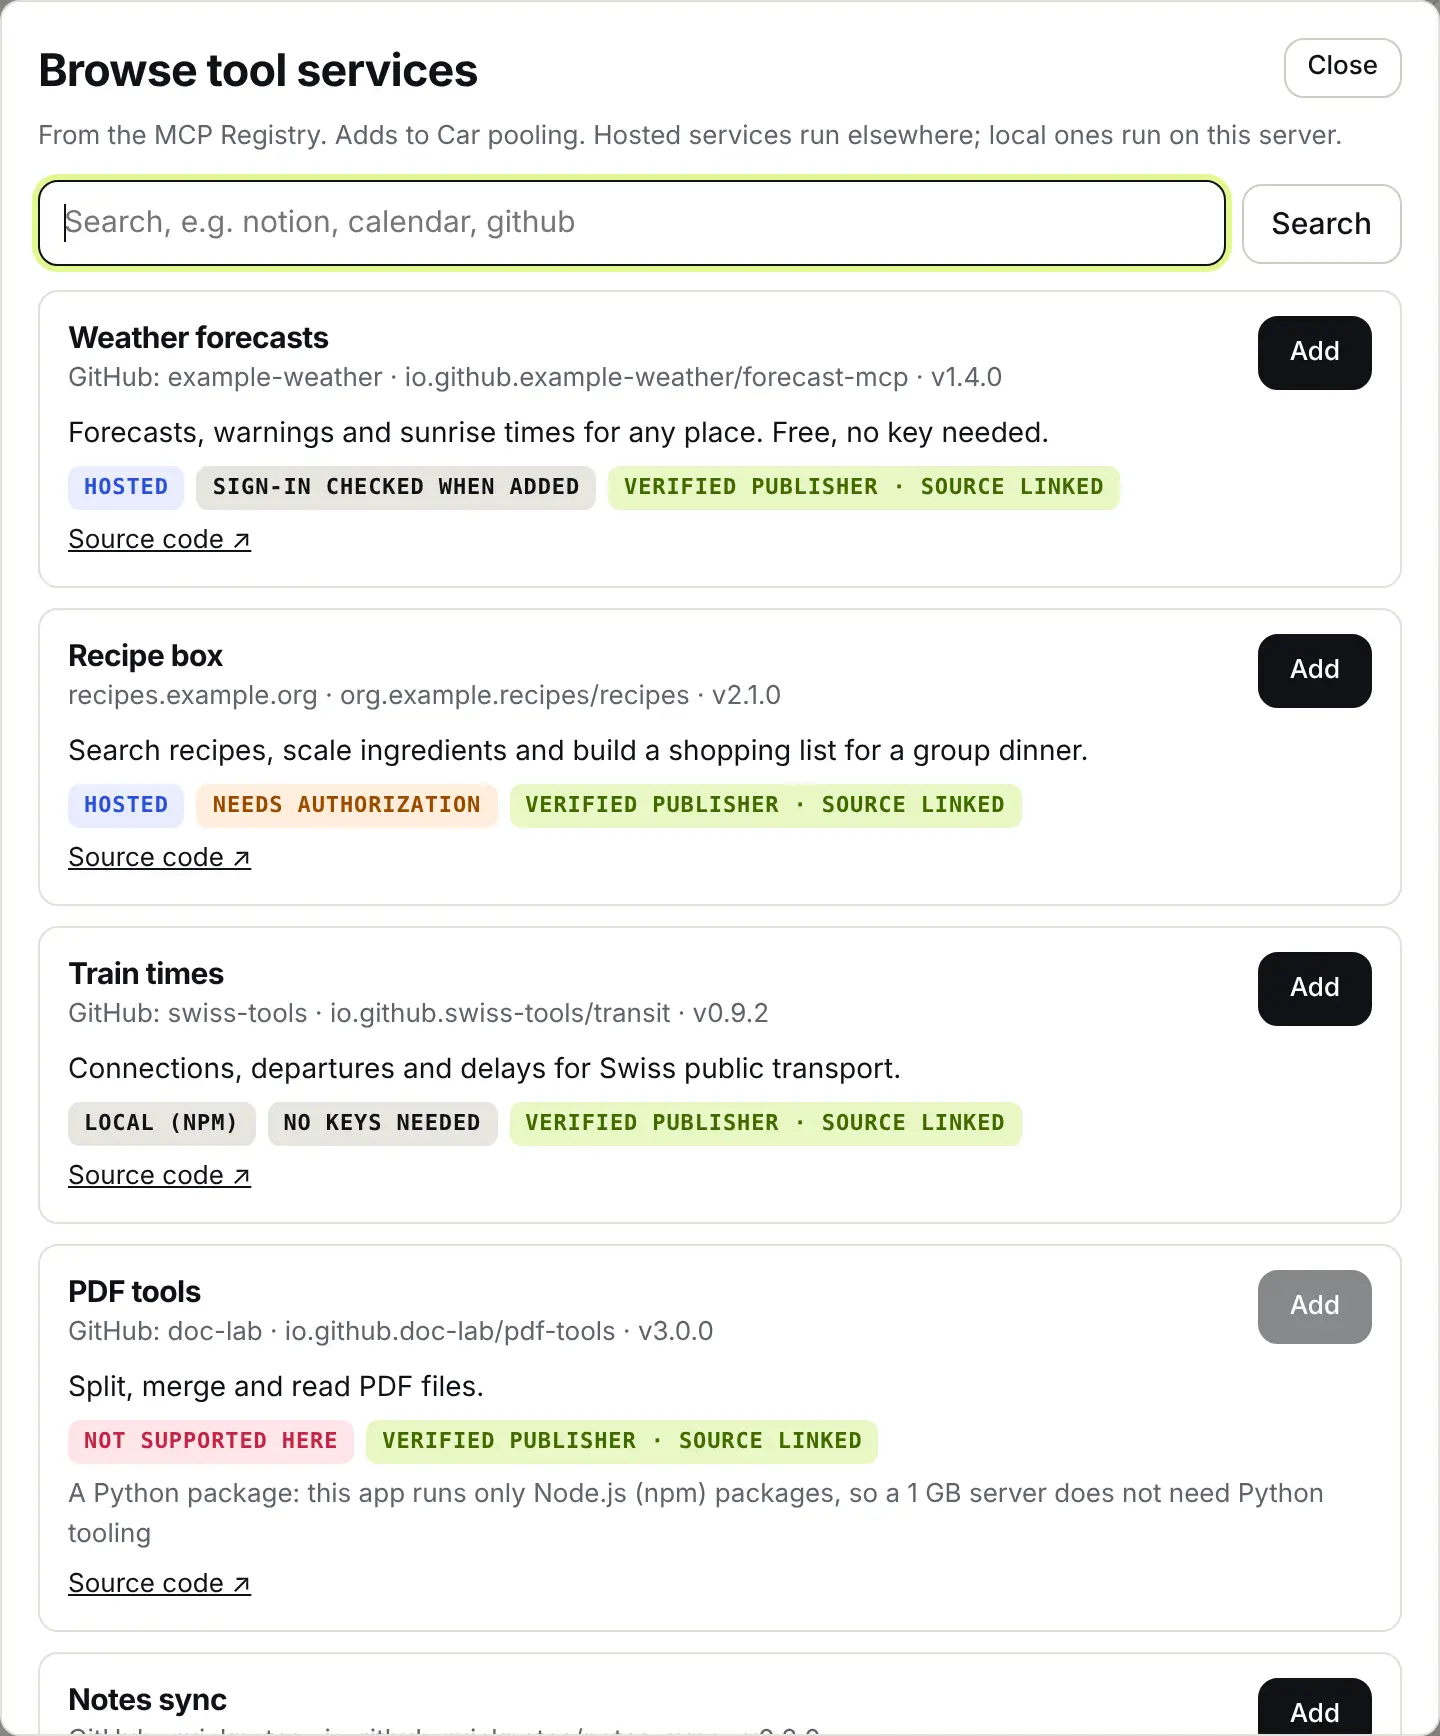 Browse tool services
Close
From the MCP Registry. Adds to Car pooling. Hosted services run elsewhere; local ones run on this server.
Search, e.g. notion, calendar, github
Search
Weather forecasts
Add
GitHub: example-weather · io.github.example-weather/forecast-mcp · v1.4.0
Forecasts, warnings and sunrise times for any place. Free, no key needed.
HOSTED SIGN-IN CHECKED WHEN ADDED VERIFIED PUBLISHER · SOURCE LINKED
Source code ↗
Recipe box
Add
recipes.example.org · org.example.recipes/recipes · v2.1.0
Search recipes, scale ingredients and build a shopping list for a group dinner.
HOSTED NEEDS AUTHORIZATION VERIFIED PUBLISHER · SOURCE LINKED
Source code ↗
Train times
Add
GitHub: swiss-tools · io.github.swiss-tools/transit · v0.9.2
Connections, departures and delays for Swiss public transport.
LOCAL (NPM) NO KEYS NEEDED VERIFIED PUBLISHER · SOURCE LINKED
Source code ↗
PDF tools
Add
GitHub: doc-lab · io.github.doc-lab/pdf-tools · v3.0.0
Split, merge and read PDF files.
NOT SUPPORTED HERE VERIFIED PUBLISHER · SOURCE LINKED
A Python package: this app runs only Node.js (npm) packages, so a 1 GB server does not need Python
tooling
Source code ↗
Notes sync
Add